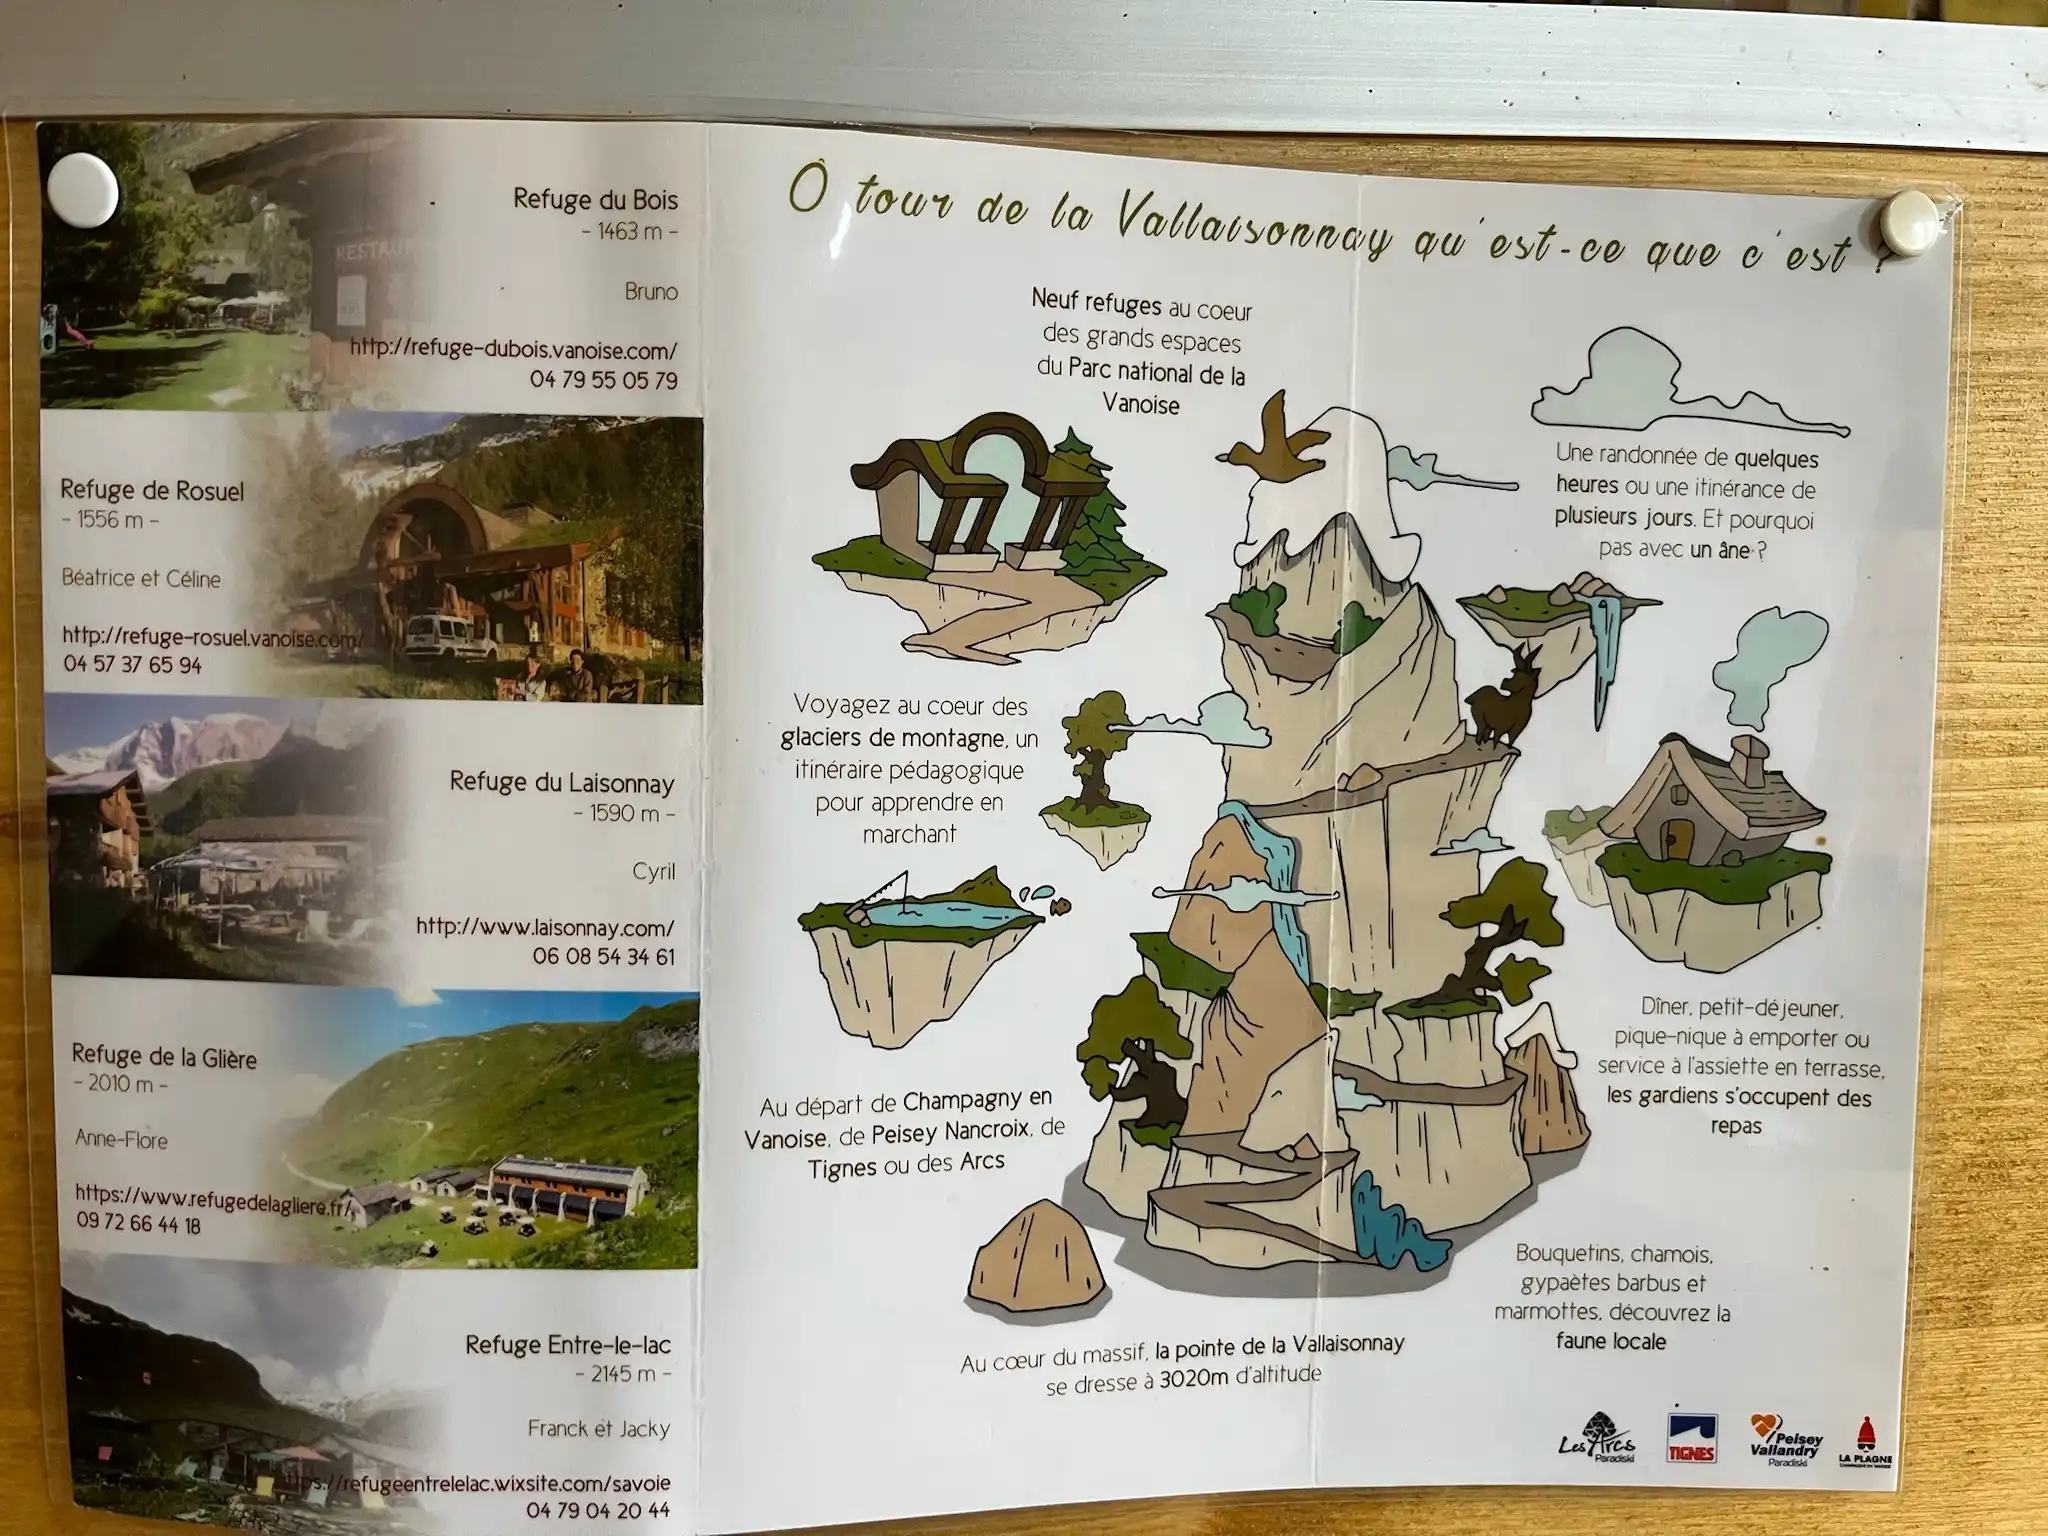 Refuge du Bois
- 1463 m -
Bruno
http://refuge-dubois.vanoise.com/
04 79 55 05 79
Refuge de Rosuel
- 1556 m -
Béatrice et Céline
http://refuge-rosuel.vanoise.com/
04 57 37 65 94
Refuge du Laisonnay
- 1590 m -
Cyril
http://www.laisonnay.com/
06 08 54 34 61
Refuge de la Glière
- 2010 m -
Anne-Flore
https://www.refugedelagliere.fr/
09 72 66 44 18
Refuge Entre-le-lac
- 2145 m -
Franck et Jacky
https://refugeentrelelac.wixsite.com/savoie
04 79 04 20 44
Ô tour de la Vallaisonnay qu'est-ce que c'est ?
Neuf refuges au coeur
des grands espaces
du Parc national de la
Vanoise
Une randonnée de quelques
heures ou une itinérance de
plusieurs jours. Et pourquoi
pas avec un âne ?
Voyagez au coeur des
glaciers de montagne, un
itinéraire pédagogique
pour apprendre en
marchant
Dîner, petit-déjeuner,
pique-nique à emporter ou
service à l'assiette en terrasse,
les gardiens s'occupent des
repas
Au départ de Champagny en
Vanoise, de Peisey Nancroix, de
Tignes ou des Arcs
Bouquetins, chamois,
gypaètes barbus et
marmottes, découvrez la
faune locale
Au cœur du massif, la pointe de la Vallaisonnay
se dresse à 3020m d'altitude
Les Arcs
Paradiski
TIGNES
Peisey
Vallandry
Paradiski
LA PLAGNE